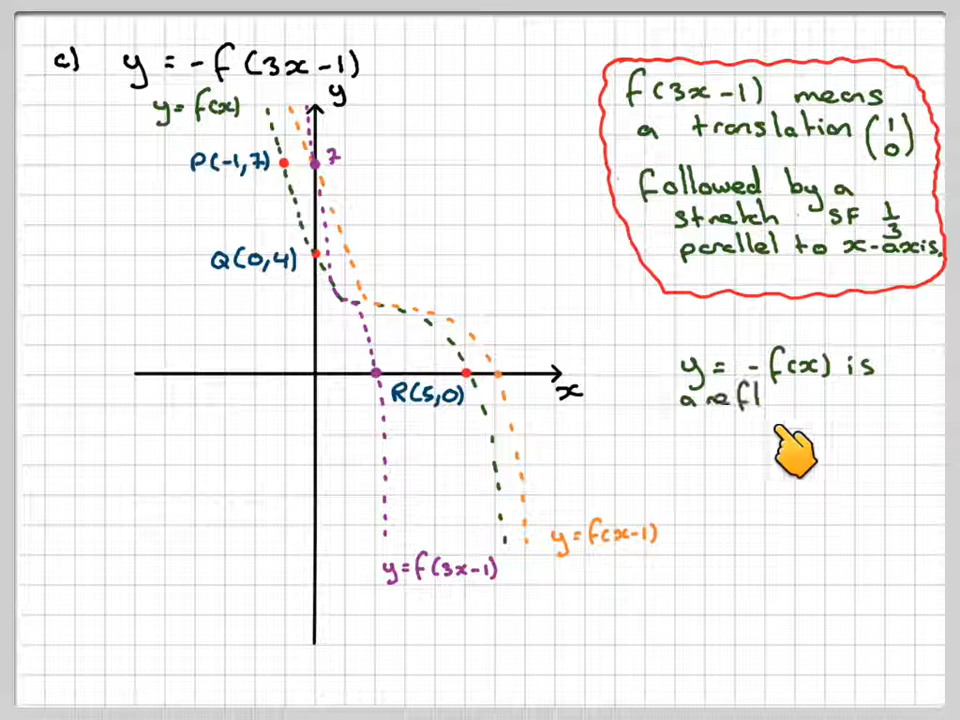 c) y = -f(3x-1)
y
y=f(x)
P(-1,7)
7
Q(0,4)
R(5,0)
x
y=f(x-1)
y=f(3x-1)
f(3x-1) means
a translation (1 0)
followed by a
stretch SF 1/3
parallel to x-axis.
y = -f(x) is
a refl